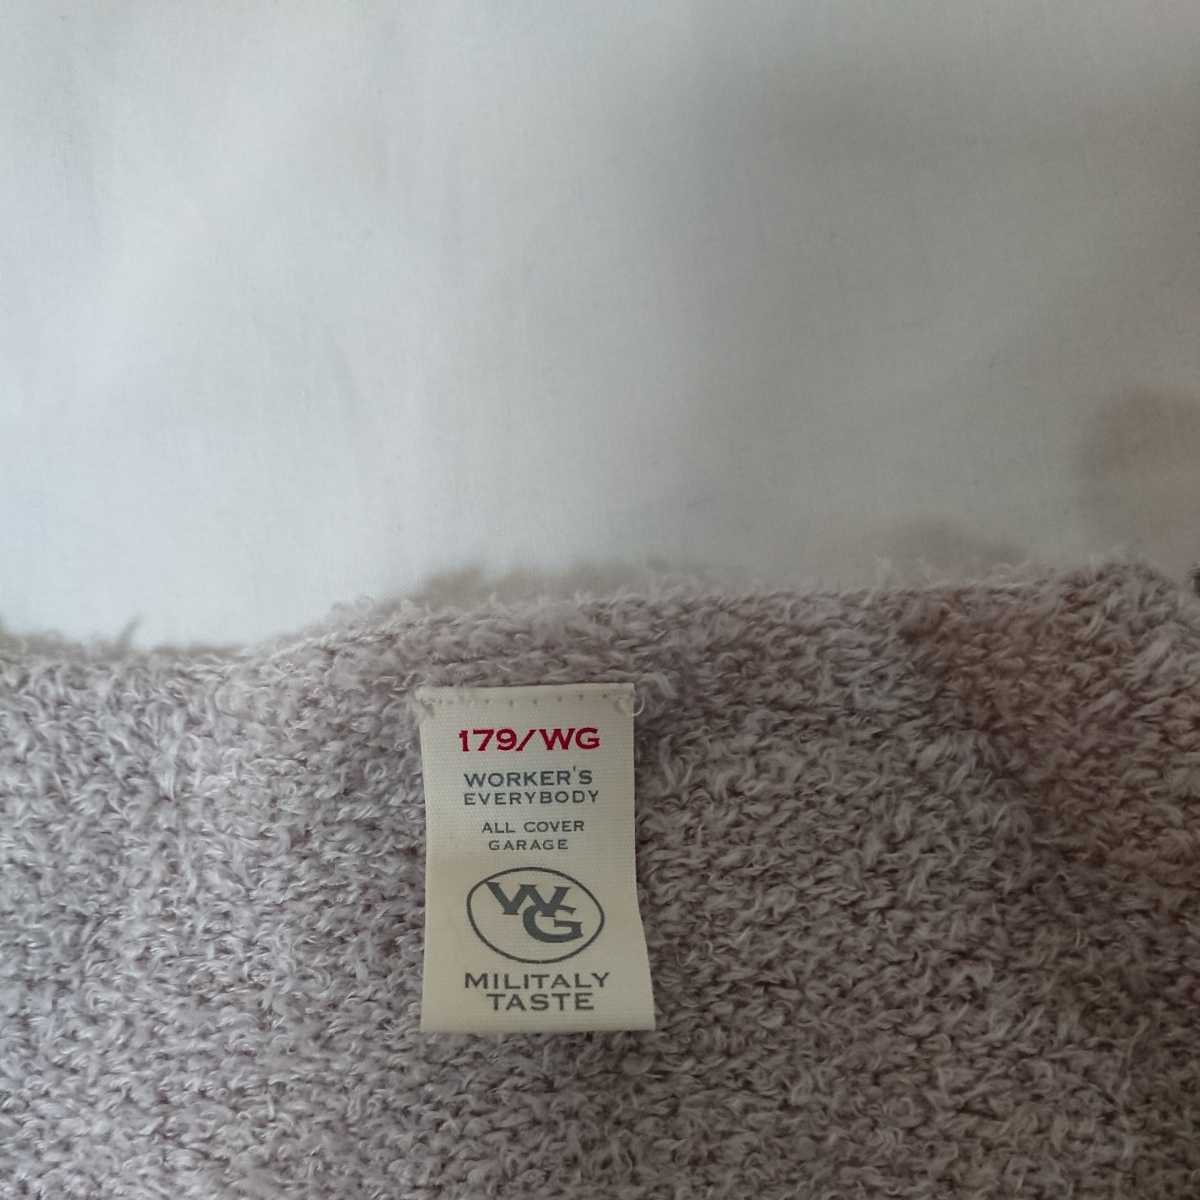 179/WG
WORKER'S
EVERYBODY
ALL COVER
GARAGE
WG
MILITALY
TASTE